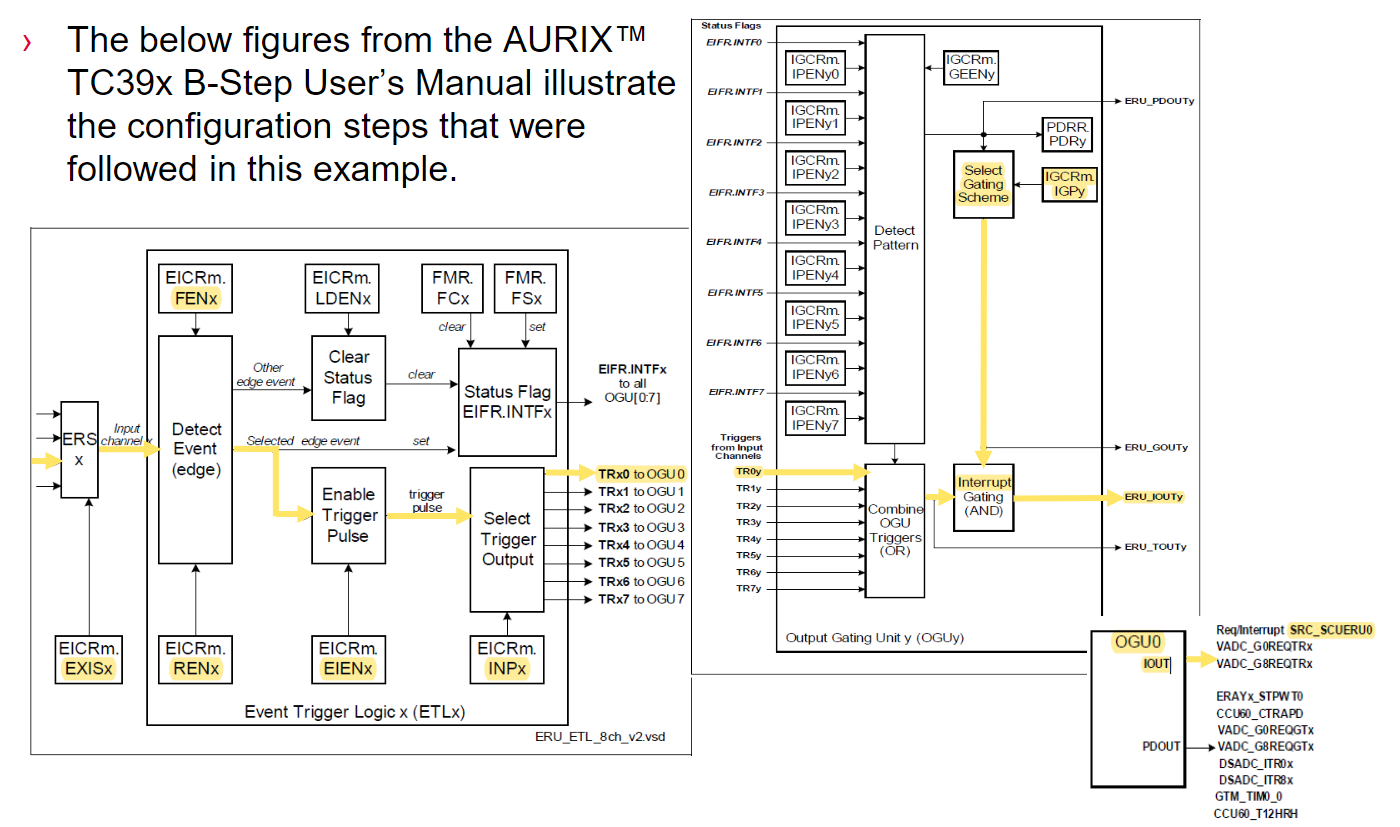 › The below figures from the AURIX™
TC39x B-Step User’s Manual illustrate
the configuration steps that were
followed in this example.
EICRm.
FENx
EICRm.
LDENx
FMR.
FCx
FMR.
FSx
clear
set
Other
edge event
Clear
Status
Flag
clear
Status Flag
EIFR.INTFx
EIFR.INTFx
to all
OGU[0:7]
ERS
x
Input
channel x
Detect
Event
(edge)
Selected edge event
set
Enable
Trigger
Pulse
trigger
pulse
Select
Trigger
Output
TRx0 to OGU 0
TRx1 to OGU 1
TRx2 to OGU 2
TRx3 to OGU 3
TRx4 to OGU 4
TRx5 to OGU 5
TRx6 to OGU 6
TRx7 to OGU 7
EICRm.
EXISx
EICRm.
RENx
EICRm.
EIENx
EICRm.
INPx
Event Trigger Logic x (ETLx)
ERU_ETL_8ch_v2.vsd
Status Flags
EIFR.INTF0
IGCRm.
IPENy0
EIFR.INTF1
IGCRm.
IPENy1
EIFR.INTF2
IGCRm.
IPENy2
EIFR.INTF3
IGCRm.
IPENy3
EIFR.INTF4
IGCRm.
IPENy4
EIFR.INTF5
IGCRm.
IPENy5
EIFR.INTF6
IGCRm.
IPENy6
EIFR.INTF7
IGCRm.
IPENy7
Detect
Pattern
IGCRm.
GEENy
ERU_PDOUTy
PDRR.
PDRy
Select
Gating
Scheme
IGCRm.
IGPy
Triggers
from Input
Channels
TR0y
TR1y
TR2y
TR3y
TR4y
TR5y
TR6y
TR7y
Combine
OGU
Triggers
(OR)
Interrupt
Gating
(AND)
ERU_GOUTy
ERU_IOUTy
ERU_TOUTy
Output Gating Unit y (OGUy)
OGU0
IOUT
PDOUT
Req/Interrupt SRC_SCUERU0
VADC_G0REQTRx
VADC_G8REQTRx
ERAYx_STPWT0
CCU60_CTRAPD
VADC_G0REQGTx
VADC_G8REQGTx
DSADC_ITR0x
DSADC_ITR8x
GTM_TIM0_0
CCU60_T12HRH